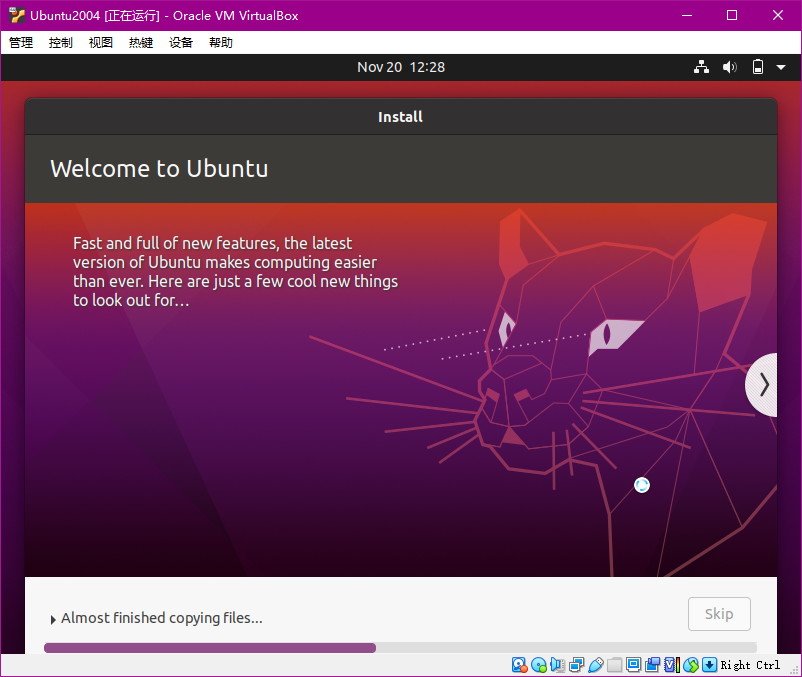 Ubuntu2004 [正在运行] - Oracle VM VirtualBox
管理 控制 视图 热键 设备 帮助
Nov 20 12:28
Install
Welcome to Ubuntu
Fast and full of new features, the latest
version of Ubuntu makes computing easier
than ever. Here are just a few cool new things
to look out for…
Almost finished copying files...
Skip
Right Ctrl